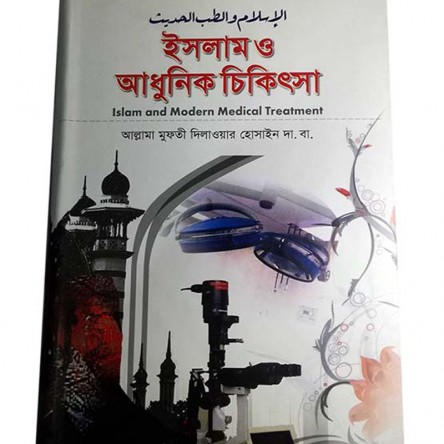 الإسلام والطب الحديث
ইসলাম ও
আধুনিক চিকিৎসা
Islam and Modern Medical Treatment
আল্লামা মুফতী দিলাওয়ার হোসাইন দা. বা.